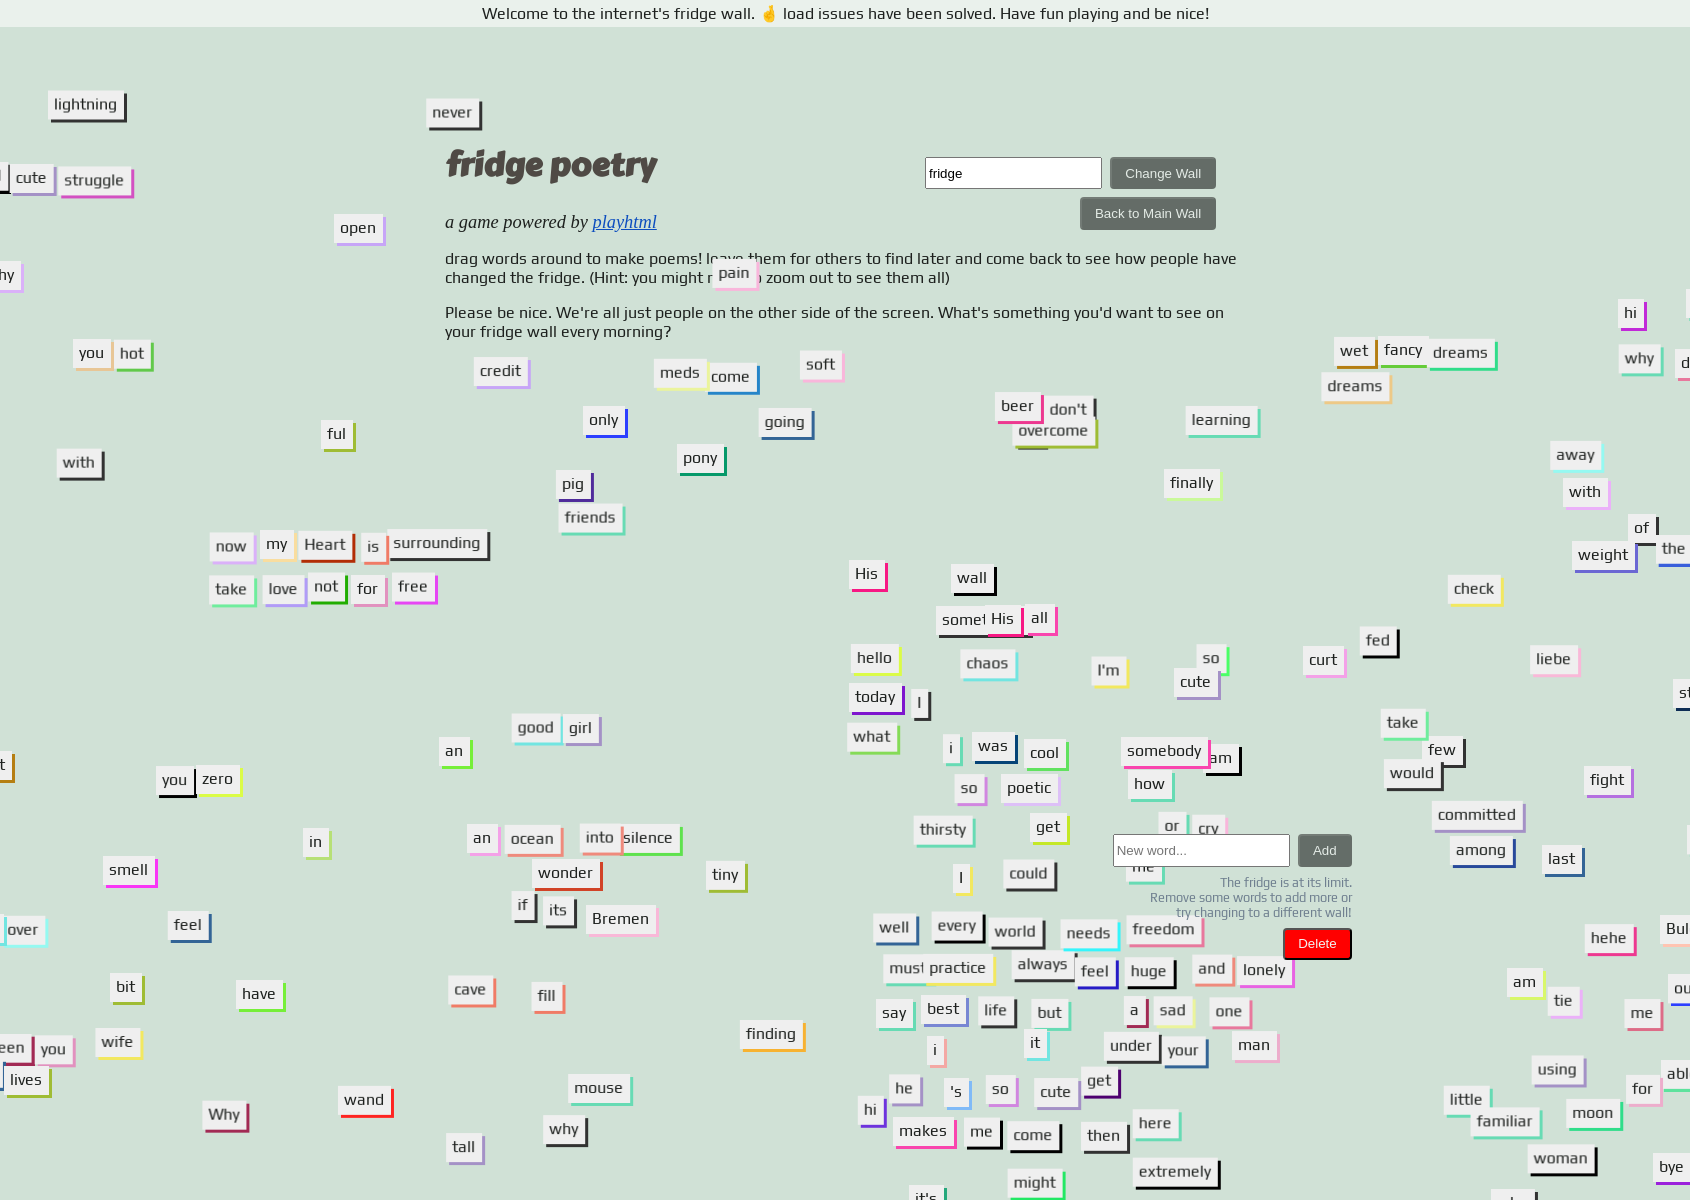 Welcome to the internet's fridge wall. 🤞 load issues have been solved. Have fun playing and be nice!
lightning
never
fridge poetry
fridge
Change Wall
cute
struggle
Back to Main Wall
open
a game powered by playhtml
drag words around to make poems! leave them for others to find later and come back to see how people have
changed the fridge. (Hint: you might zoom out to see them all)
pain
hi
Please be nice. We're all just people on the other side of the screen. What's something you'd want to see on
your fridge wall every morning?
you hot
wet fancy dreams
why
credit
meds come
soft
dreams
only
going
beer don't
overcome
learning
ful
with
pony
away
pig
finally
with
friends
of
now my Heart is surrounding
weight the
take love not for free
His
wall
check
His all
hello
chaos
I'm
so
cute
curt
fed
liebe
today I
good girl
what
i was cool
take
an
somebody am
few
you zero
would
so poetic
how
fight
in
an ocean into silence
thirsty
get
or cry
committed
New word...
Add
among
last
smell
wonder
tiny
I could
The fridge is at its limit.
Remove some words to add more or
try changing to a different wall!
if its Bremen
over
feel
well every world needs freedom
hehe
Delete
must practice always feel huge and lonely
bit
have
cave
fill
am
tie
say best life but a sad one
me
wife
finding
you
i
it
under your man
lives
using
mouse
he 's so cute get
for
Why
wand
hi
little
familiar
moon
tall
why
makes me come then here
woman
bye
might
extremely
it's